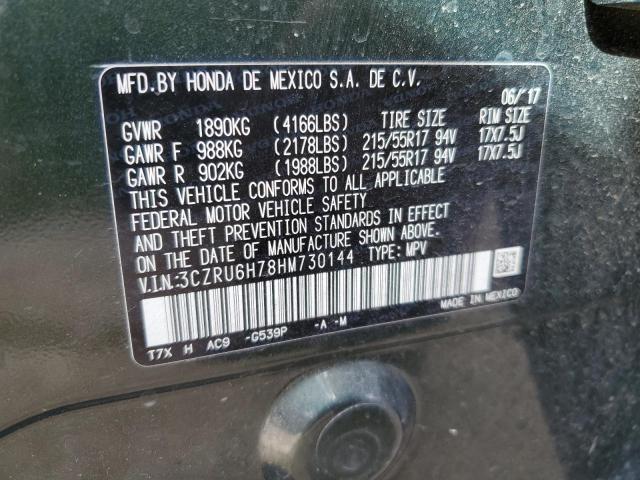 MFD.BY HONDA DE MEXICO S.A. DE C.V.
06/'17
GVWR 1890KG (4166LBS) TIRE SIZE RIM SIZE
GAWR F 988KG (2178LBS) 215/55R17 94V 17X7.5J
GAWR R 902KG (1988LBS) 215/55R17 94V 17X7.5J
THIS VEHICLE CONFORMS TO ALL APPLICABLE
FEDERAL MOTOR VEHICLE SAFETY
AND THEFT PREVENTION STANDARDS IN EFFECT
ON THE DATE OF MANUFACTURE SHOWN ABOVE.
V.I.N.:3CZRU6H78HM730144 TYPE: MPV
MADE IN MEXICO
T7X H AC9 -G539P -A -M